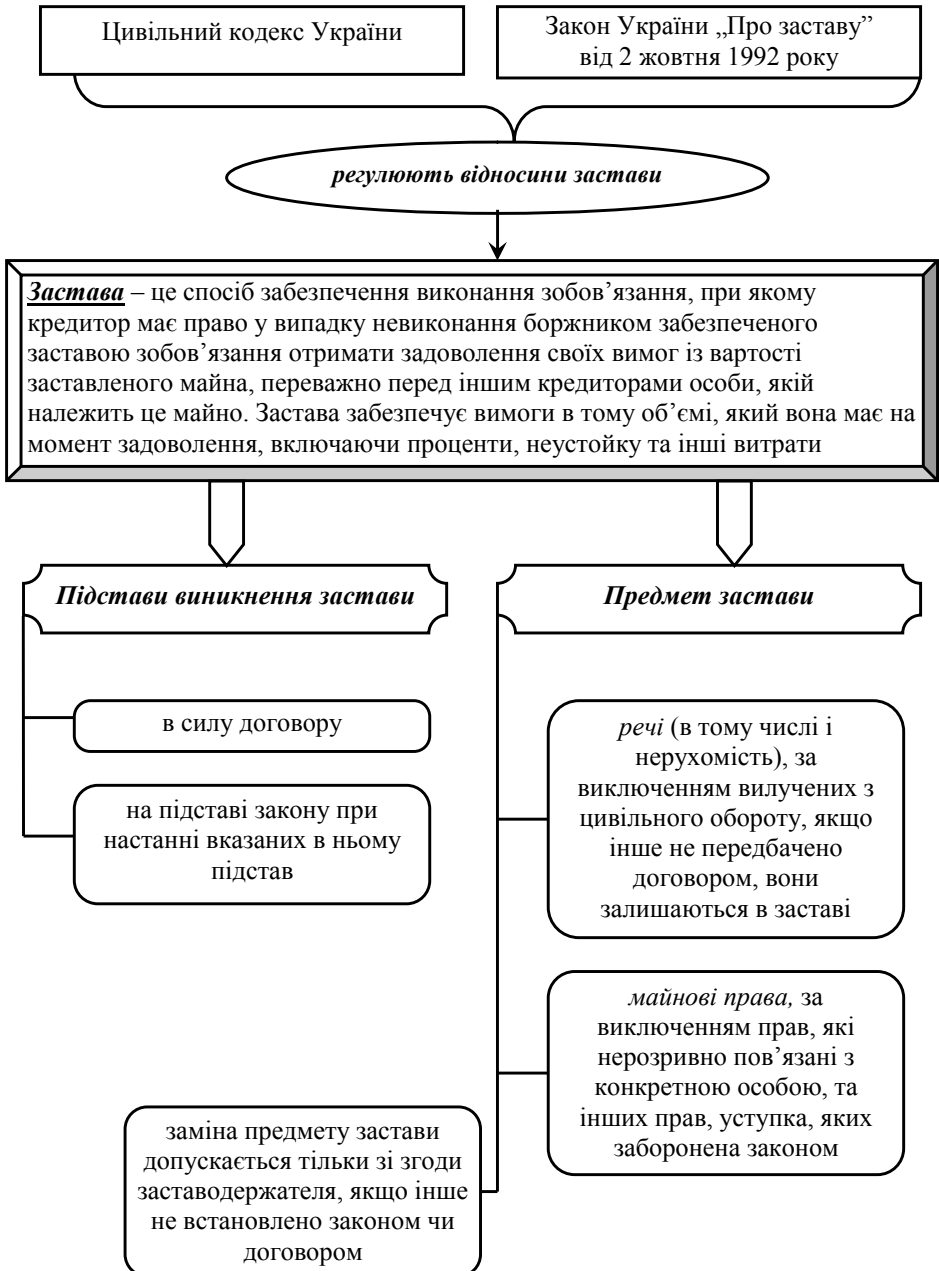 Цивільний кодекс України
Закон України „Про заставу”
від 2 жовтня 1992 року
регулюють відносини застави
Застава – це спосіб забезпечення виконання зобов’язання, при якому
кредитор має право у випадку невиконання боржником забезпеченого
заставою зобов’язання отримати задоволення своїх вимог із вартості
заставленого майна, переважно перед іншим кредиторами особи, якій
належить це майно. Застава забезпечує вимоги в тому об’ємі, який вона має на
момент задоволення, включаючи проценти, неустойку та інші витрати
Підстави виникнення застави
в силу договору
на підставі закону при
настанні вказаних в ньому
підстав
Предмет застави
речі (в тому числі і
нерухомість), за
виключенням вилучених з
цивільного обороту, якщо
інше не передбачено
договором, вони
залишаються в заставі
майнові права, за
виключенням прав, які
нерозривно пов’язані з
конкретною особою, та
інших прав, уступка, яких
заборонена законом
заміна предмету застави
допускається тільки зі згоди
заставодержателя, якщо інше
не встановлено законом чи
договором